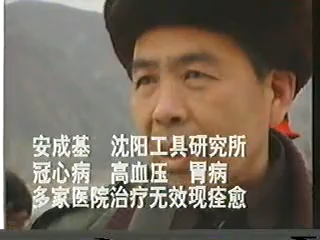 安成基 沈阳工具研究所
冠心病 高血压 胃病
多家医院治疗无效现痊愈